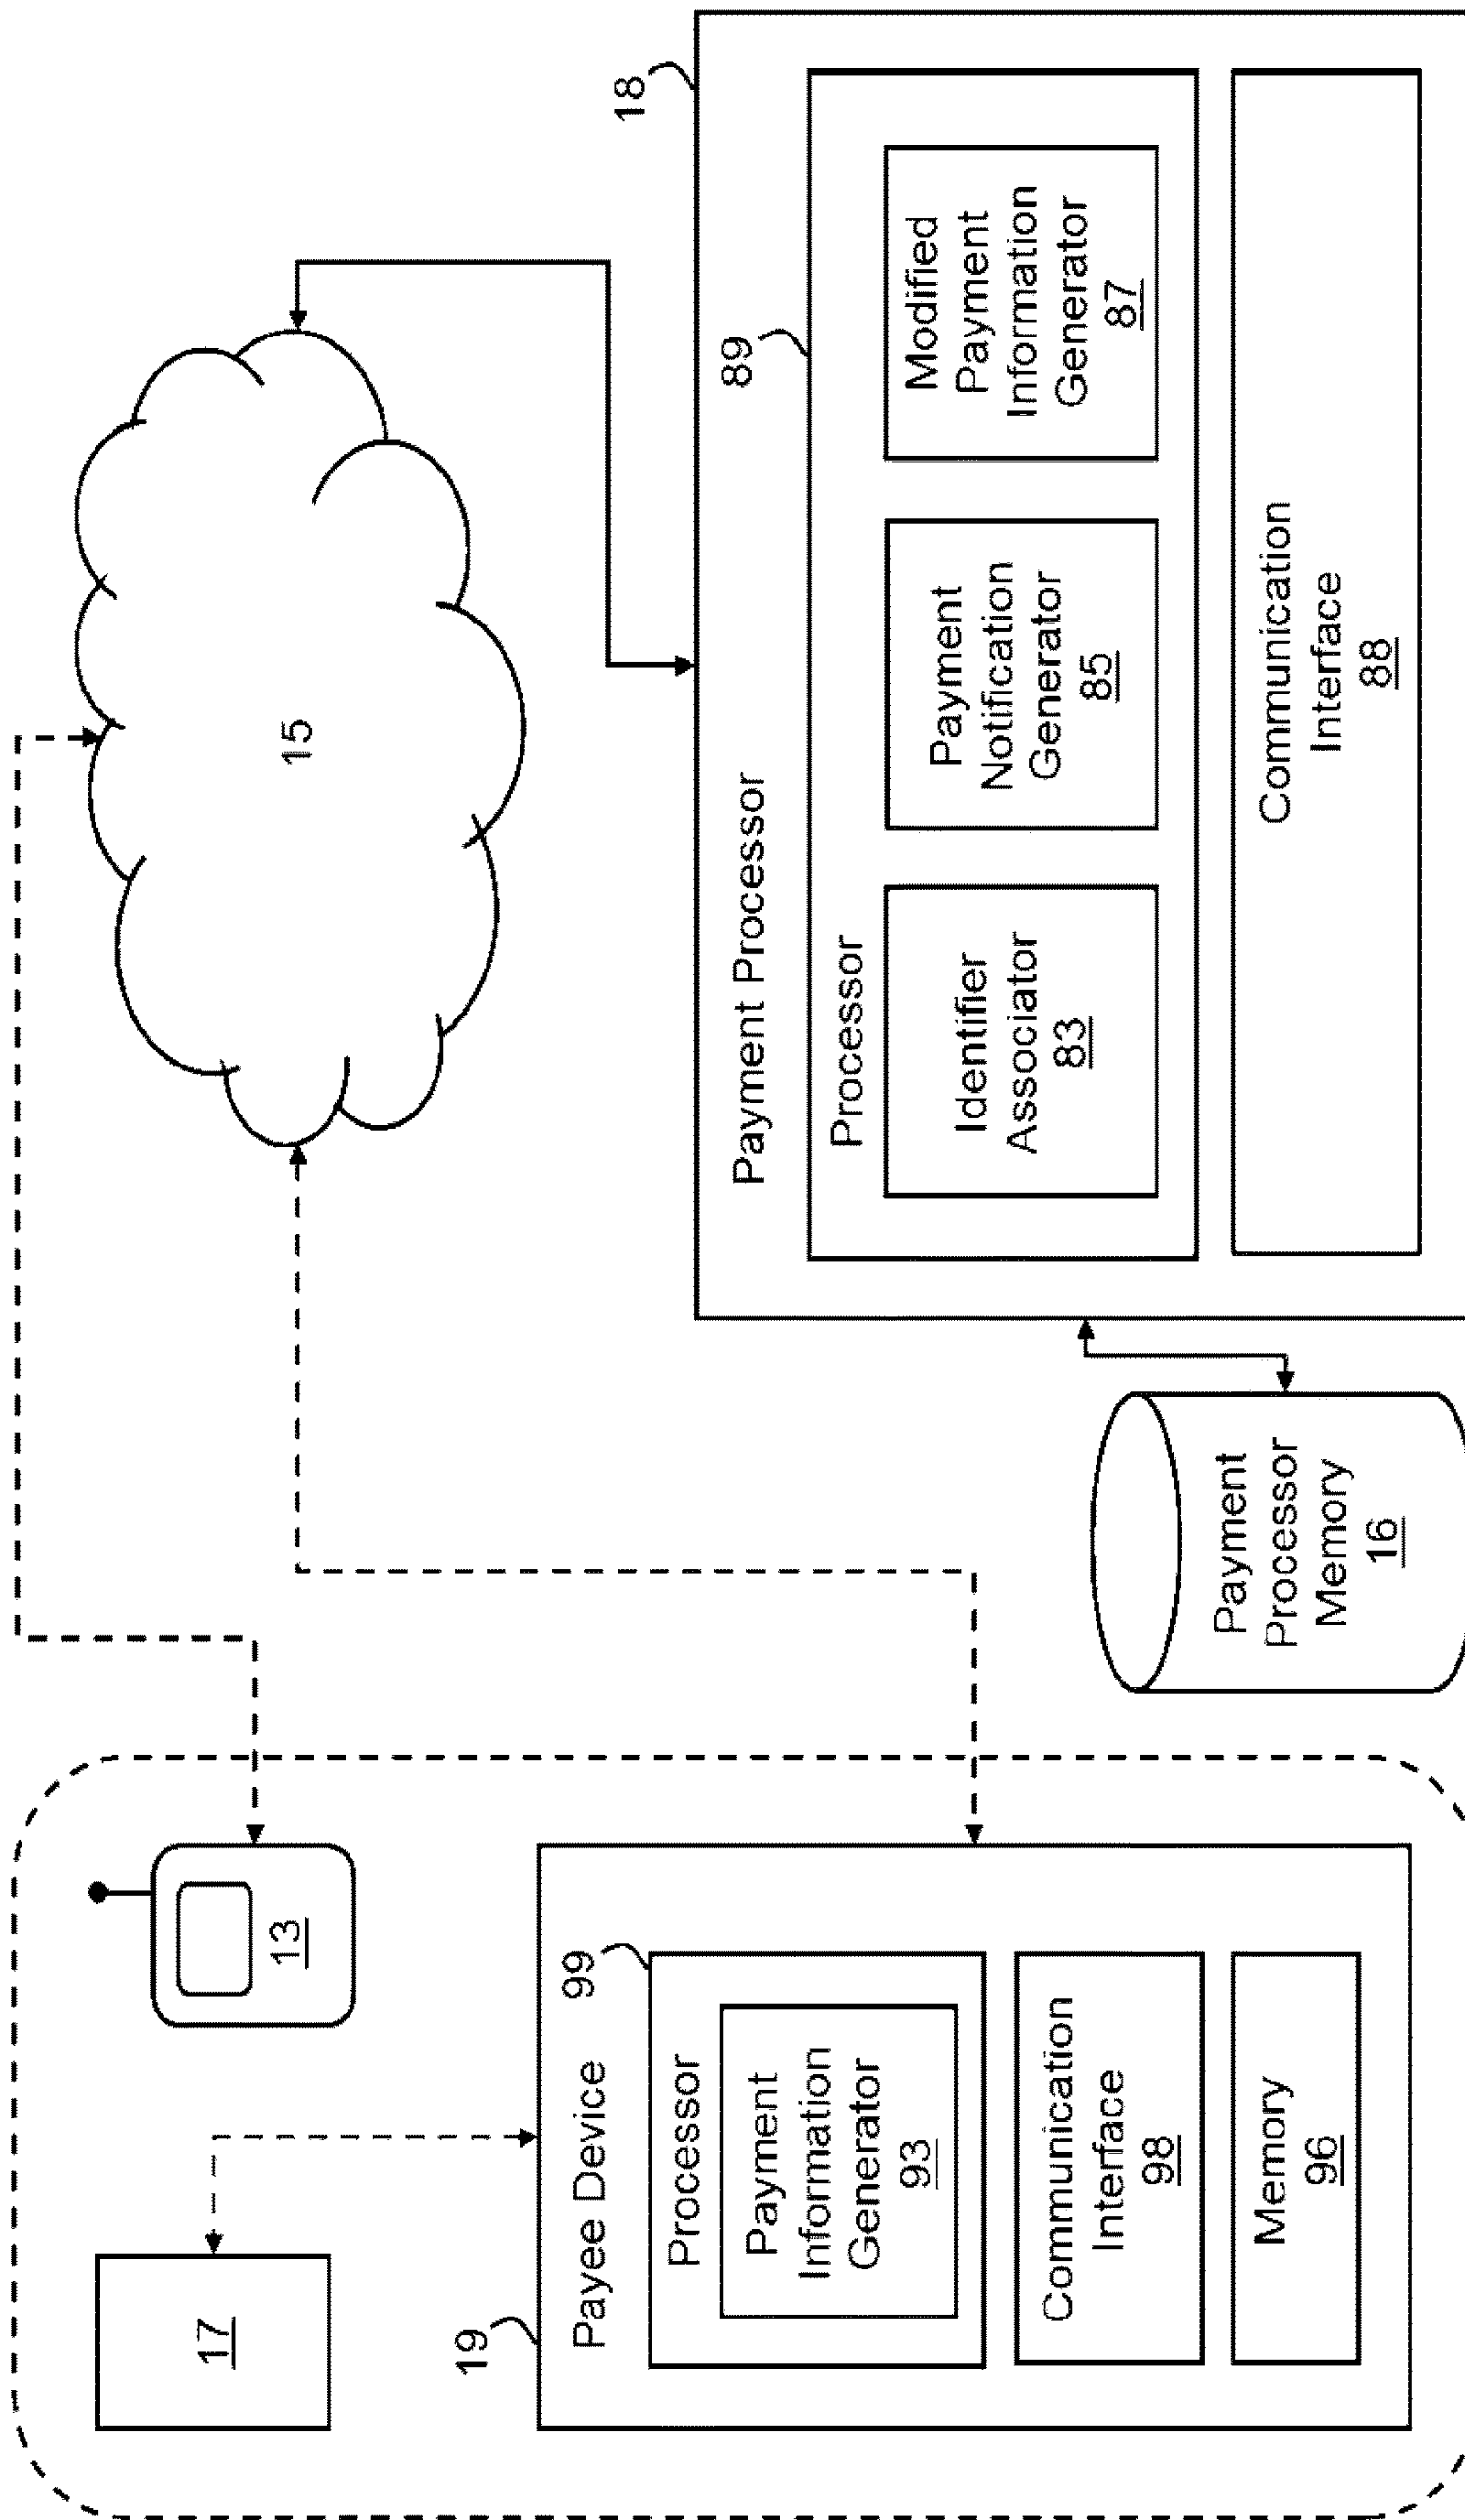 17
13
19
Payee Device
99
Processor
Payment
Information
Generator
93
Communication
Interface
98
Memory
96
15
18
Payment Processor
89
Processor
Identifier
Associator
83
Payment
Notification
Generator
85
Modified
Payment
Information
Generator
87
Communication
Interface
88
Payment
Processor
Memory
16